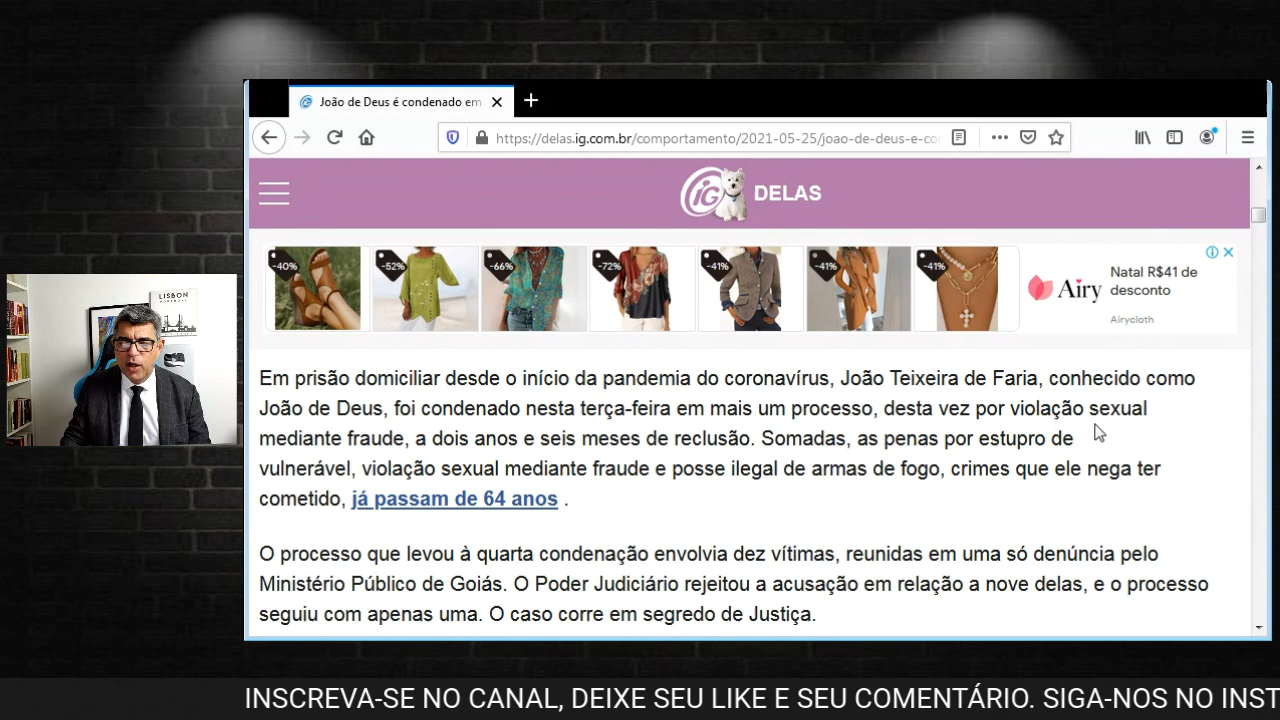 João de Deus é condenado em
https://delas.ig.com.br/comportamento/2021-05-25/joao-de-deus-e-co
iG DELAS
-40%
-52%
-66%
-72%
-41%
-41%
-41%
Airy
Natal R$41 de
desconto
Airycloth
LISBON
Em prisão domiciliar desde o início da pandemia do coronavírus, João Teixeira de Faria, conhecido como
João de Deus, foi condenado nesta terça-feira em mais um processo, desta vez por violação sexual
mediante fraude, a dois anos e seis meses de reclusão. Somadas, as penas por estupro de
vulnerável, violação sexual mediante fraude e posse ilegal de armas de fogo, crimes que ele nega ter
cometido, já passam de 64 anos .
O processo que levou à quarta condenação envolvia dez vítimas, reunidas em uma só denúncia pelo
Ministério Público de Goiás. O Poder Judiciário rejeitou a acusação em relação a nove delas, e o processo
seguiu com apenas uma. O caso corre em segredo de Justiça.
INSCREVA-SE NO CANAL, DEIXE SEU LIKE E SEU COMENTÁRIO. SIGA-NOS NO INST